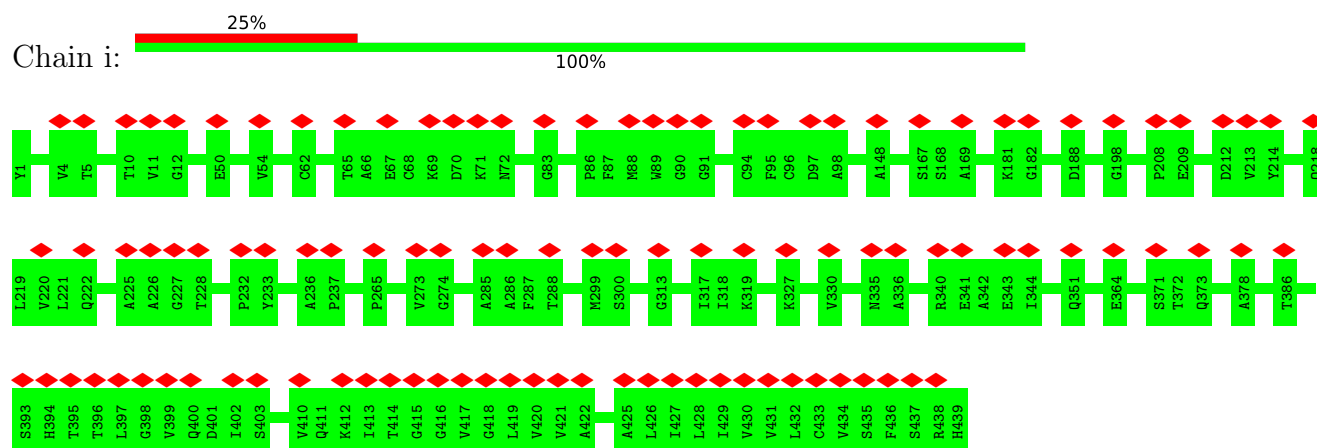 25%
Chain i:
100%
Y1 V4 T5 T10 V11 G12 E50 V54 C62 T65 A66 E67 C68 K69 D70 K71 N72 G83 P86 F87 M88 W89 G90 G91 C94 F95 C96 D97 A98 A148 S167 S168 A169 K181 G182 D188 G198 P208 E209 D212 V213 Y214
L219 V220 L221 Q222 A225 A226 G227 T228 P232 Y233 A236 P237 P265 V273 G274 A285 A286 F287 T288 M299 S300 G313 I317 I318 K319 K327 V330 N335 A336 R340 E341 A342 E343 I344 Q351 E364 S371 T372 Q373 A378 T386
S393 H394 T395 T396 L397 G398 V399 Q400 D401 I402 S403 V410 Q411 K412 I413 T414 G415 G416 V417 G418 L419 V420 V421 A422 A425 L426 I427 L428 I429 V430 V431 L432 C433 V434 S435 F436 S437 R438 H439